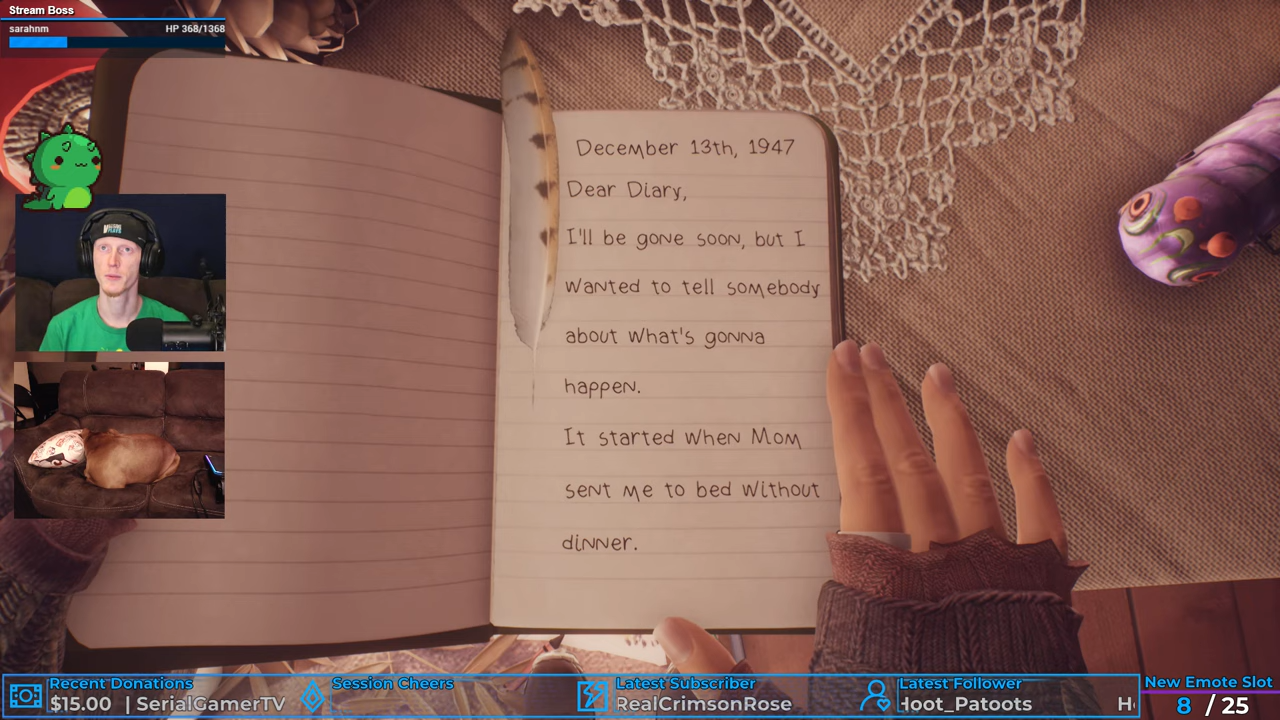 Stream Boss
sarahnm HP 368/1368
December 13th, 1947
Dear Diary,
I'll be gone soon, but I
wanted to tell somebody
about what's gonna
happen.
It started when Mom
sent me to bed without
dinner.
Recent Donations
$15.00 | SerialGamerTV
Session Cheers
Latest Subscriber
RealCrimsonRose
Latest Follower
Hoot_Patoots H
New Emote Slot
8 / 25